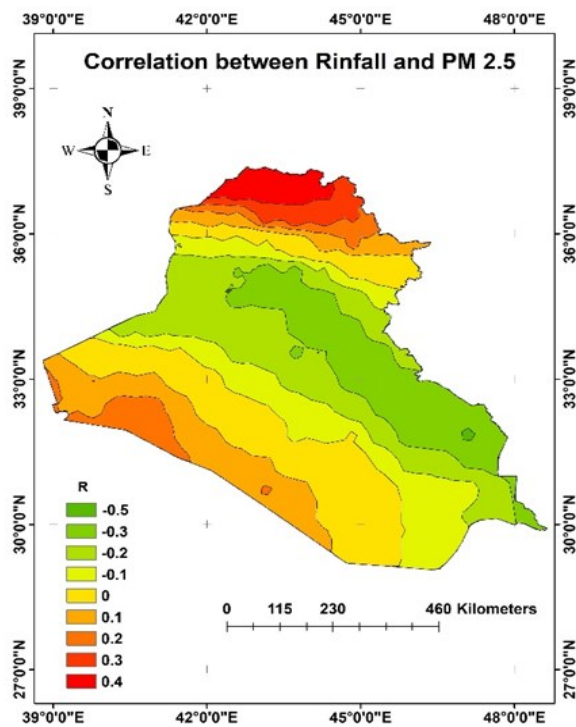 39°0'0"E 42°0'0"E 45°0'0"E 48°0'0"E
Correlation between Rinfall and PM 2.5
N
W E
S
39°0'0"N
36°0'0"N
33°0'0"N
30°0'0"N
27°0'0"N
39°0'0"N
36°0'0"N
33°0'0"N
30°0'0"N
27°0'0"N
R
-0.5
-0.3
-0.2
-0.1
0
0.1
0.2
0.3
0.4
0 115 230 460 Kilometers
39°0'0"E 42°0'0"E 45°0'0"E 48°0'0"E